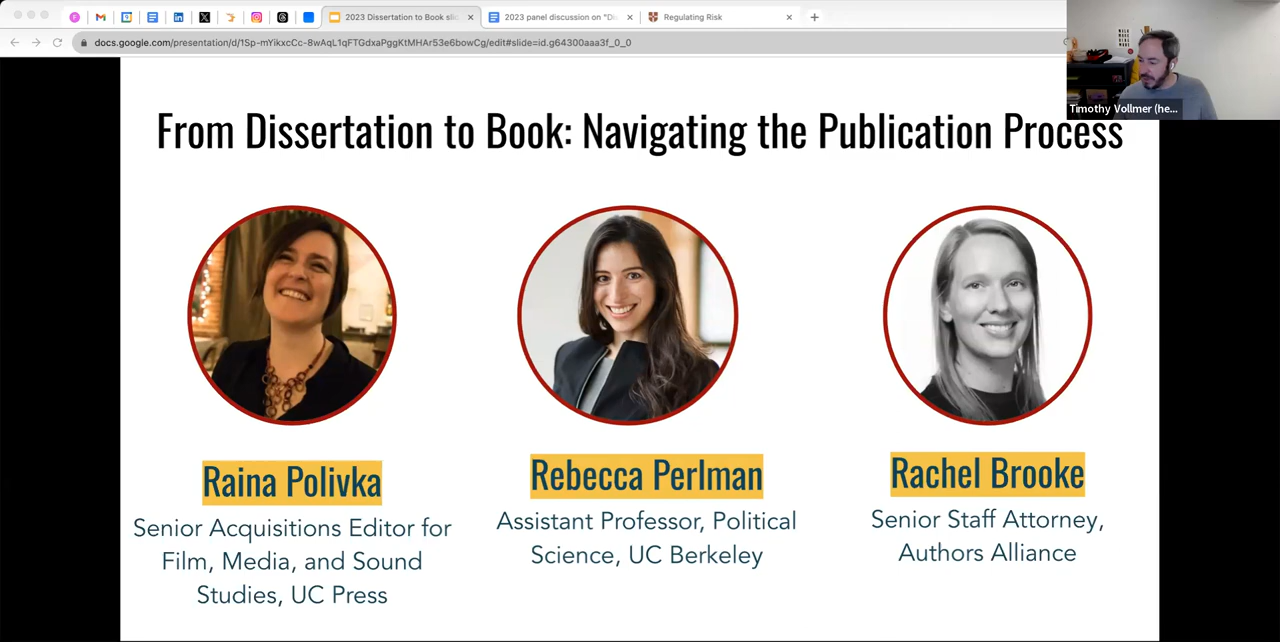 2023 Dissertation to Book slic
2023 panel discussion on "Dis
Regulating Risk
docs.google.com/presentation/d/1Sp-mYikxcCc-8wAqL1qFTGdxaPggKtMHAr53e6bowCg/edit#slide=id.g64300aaa3f_0_0
Timothy Vollmer (he...
From Dissertation to Book: Navigating the Publication Process
Raina Polivka
Senior Acquisitions Editor for
Film, Media, and Sound
Studies, UC Press
Rebecca Perlman
Assistant Professor, Political
Science, UC Berkeley
Rachel Brooke
Senior Staff Attorney,
Authors Alliance